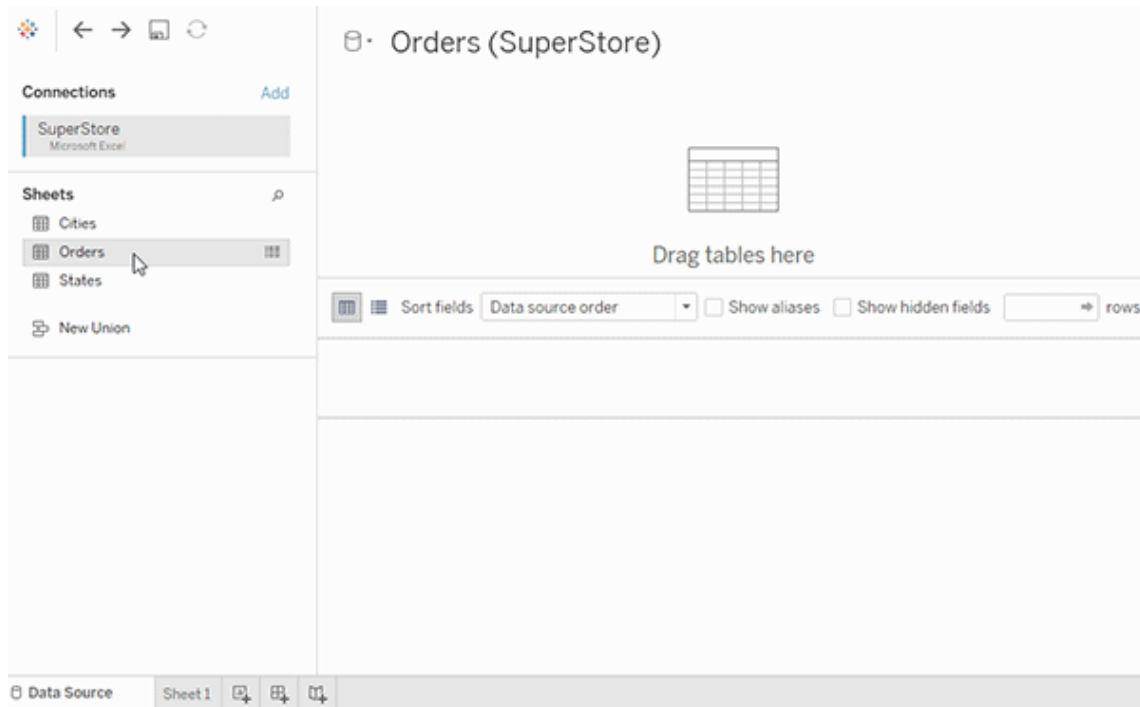 Orders (SuperStore)
Connections
Add
SuperStore
Microsoft Excel
Sheets
Cities
Orders
States
New Union
Drag tables here
Sort fields Data source order Show aliases Show hidden fields rows
Data Source Sheet 1